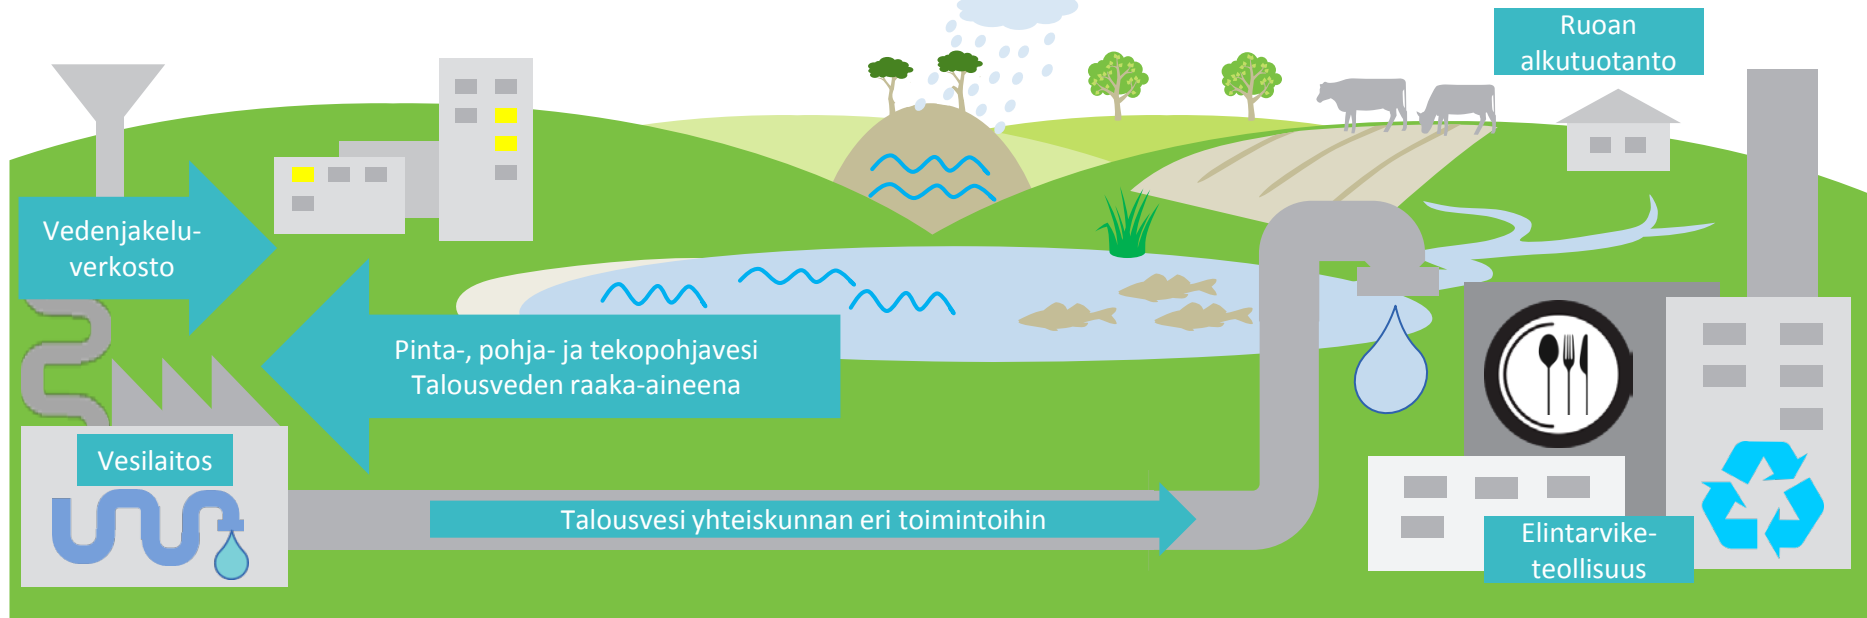 Ruoan
alkutuotanto
Vedenjakelu-
verkosto
Pinta-, pohja- ja tekopohjavesi
Talousveden raaka-aineena
Vesilaitos
Talousvesi yhteiskunnan eri toimintoihin
Elintarvike-
teollisuus